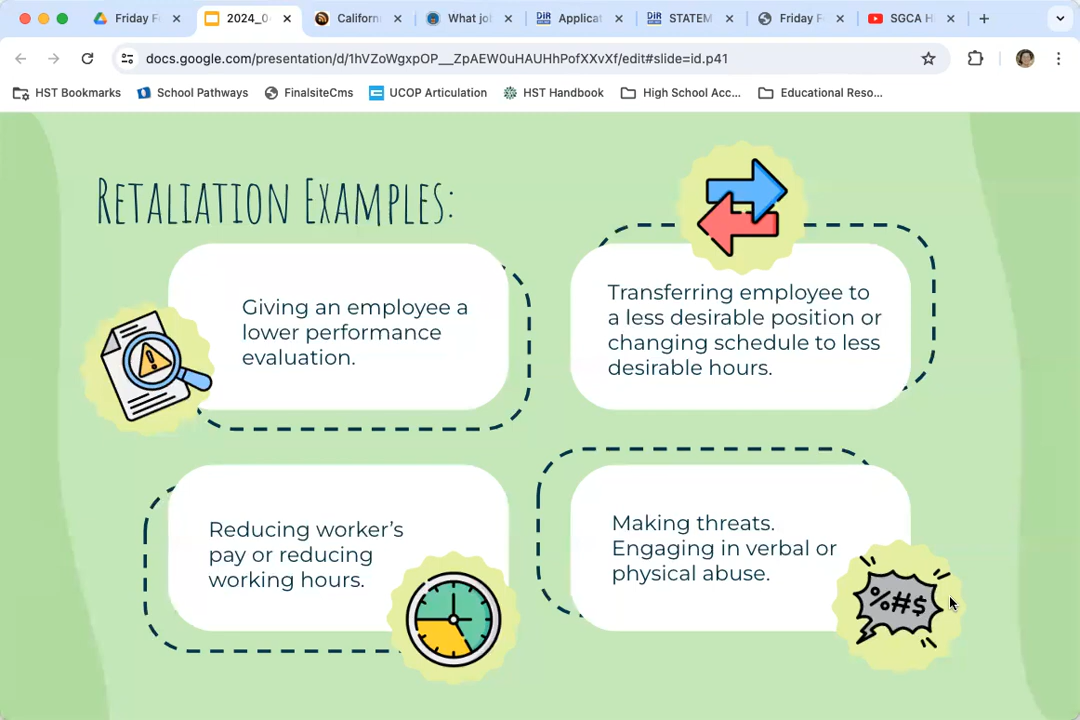 Friday F
2024_0
Californ
What jo
Applicat
STATEM
Friday F
SGCA H
docs.google.com/presentation/d/1hVZoWgxpOP__ZpAEW0uHAUHhPofXXvXf/edit#slide=id.p41
HST Bookmarks
School Pathways
FinalsiteCms
UCOP Articulation
HST Handbook
High School Acc...
Educational Reso...
Retaliation Examples:
Giving an employee a
lower performance
evaluation.
Transferring employee to
a less desirable position or
changing schedule to less
desirable hours.
Reducing worker's
pay or reducing
working hours.
Making threats.
Engaging in verbal or
physical abuse.
%#$